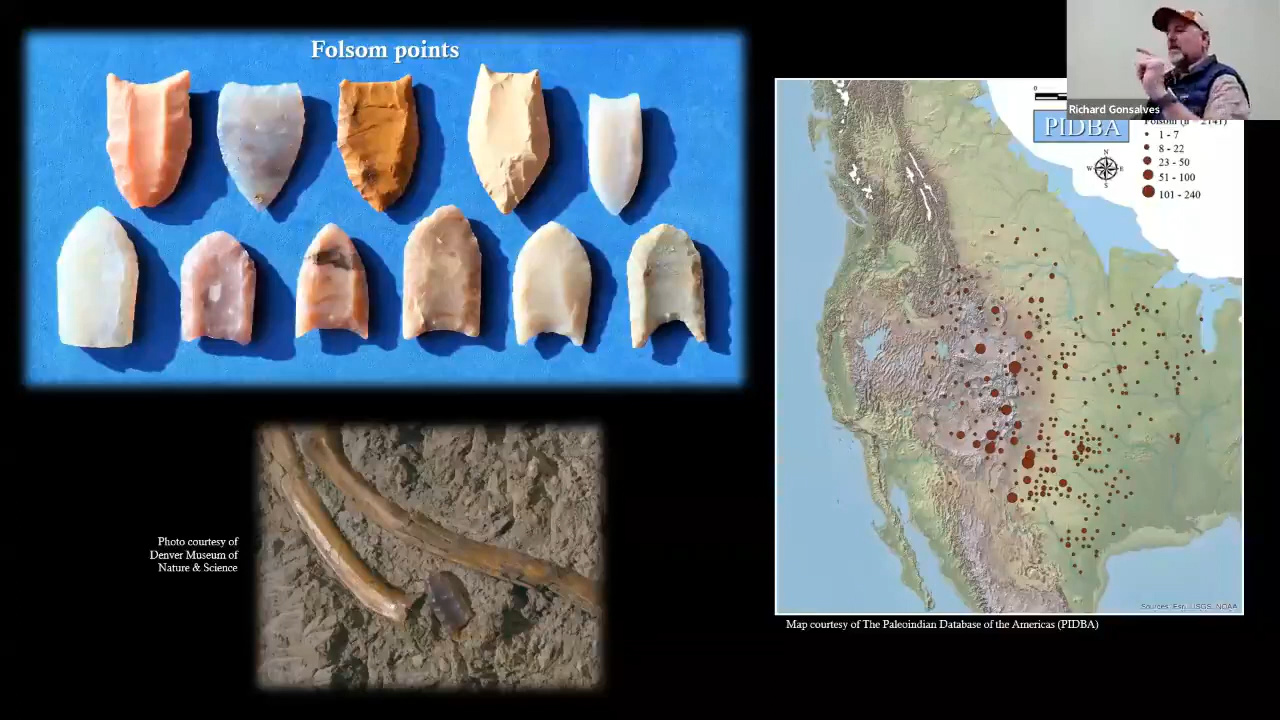 Folsom points
Photo courtesy of
Denver Museum of
Nature & Science
Richard Gonsalves
0
PIDBA
1 - 7
8 - 22
23 - 50
51 - 100
101 - 240
N
W
E
S
Sources: Esri, USGS, NOAA
Map courtesy of The Paleoindian Database of the Americas (PIDBA)